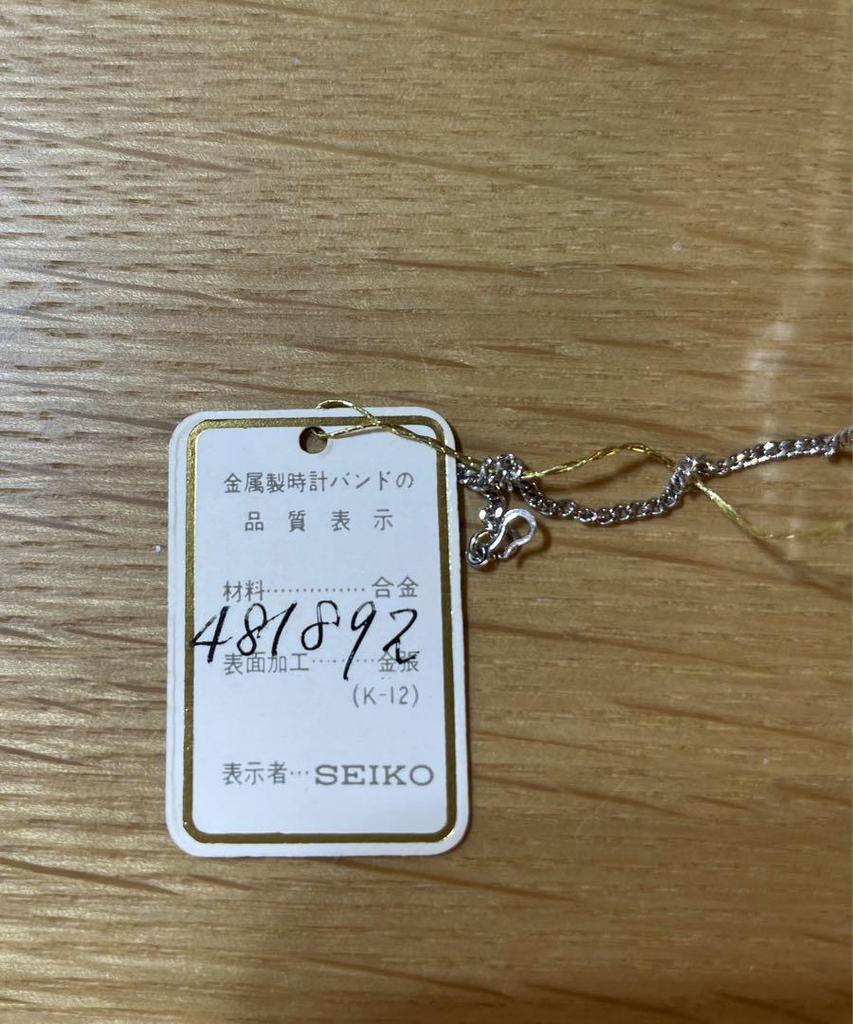 金属製時計バンドの
品質表示
材料……………合金
481892
表面加工………金張
(K-12)
表示者…SEIKO